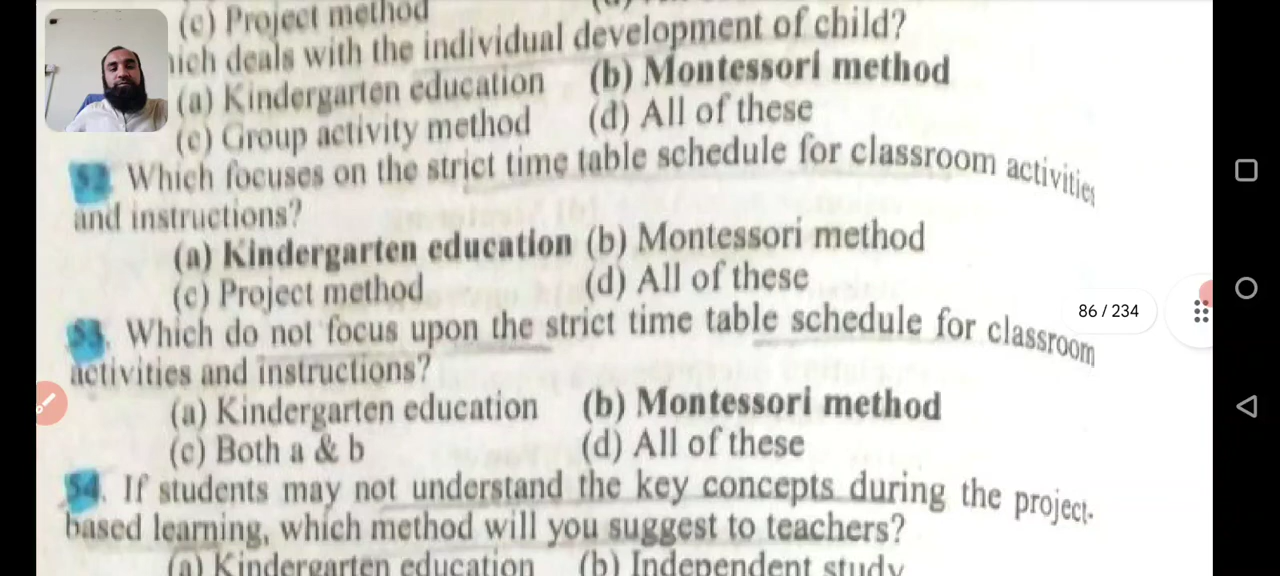 (c) Project method
hich deals with the individual development of child?
(a) Kindergarten education (b) Montessori method
(c) Group activity method (d) All of these
52. Which focuses on the strict time table schedule for classroom activities
and instructions?
(a) Kindergarten education (b) Montessori method
(c) Project method (d) All of these
53. Which do not focus upon the strict time table schedule for classroom
activities and instructions?
(a) Kindergarten education (b) Montessori method
(c) Both a & b (d) All of these
54. If students may not understand the key concepts during the project-
based learning, which method will you suggest to teachers?
(a) Kindergarten education (b) Independent study
86 / 234